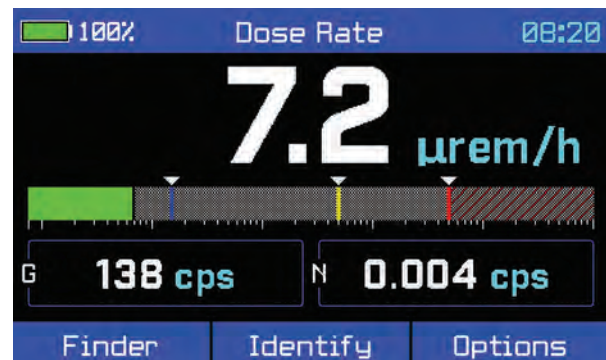 100% Dose Rate 08:20
7.2 µrem/h
G 138 cps N 0.004 cps
Finder Identify Options